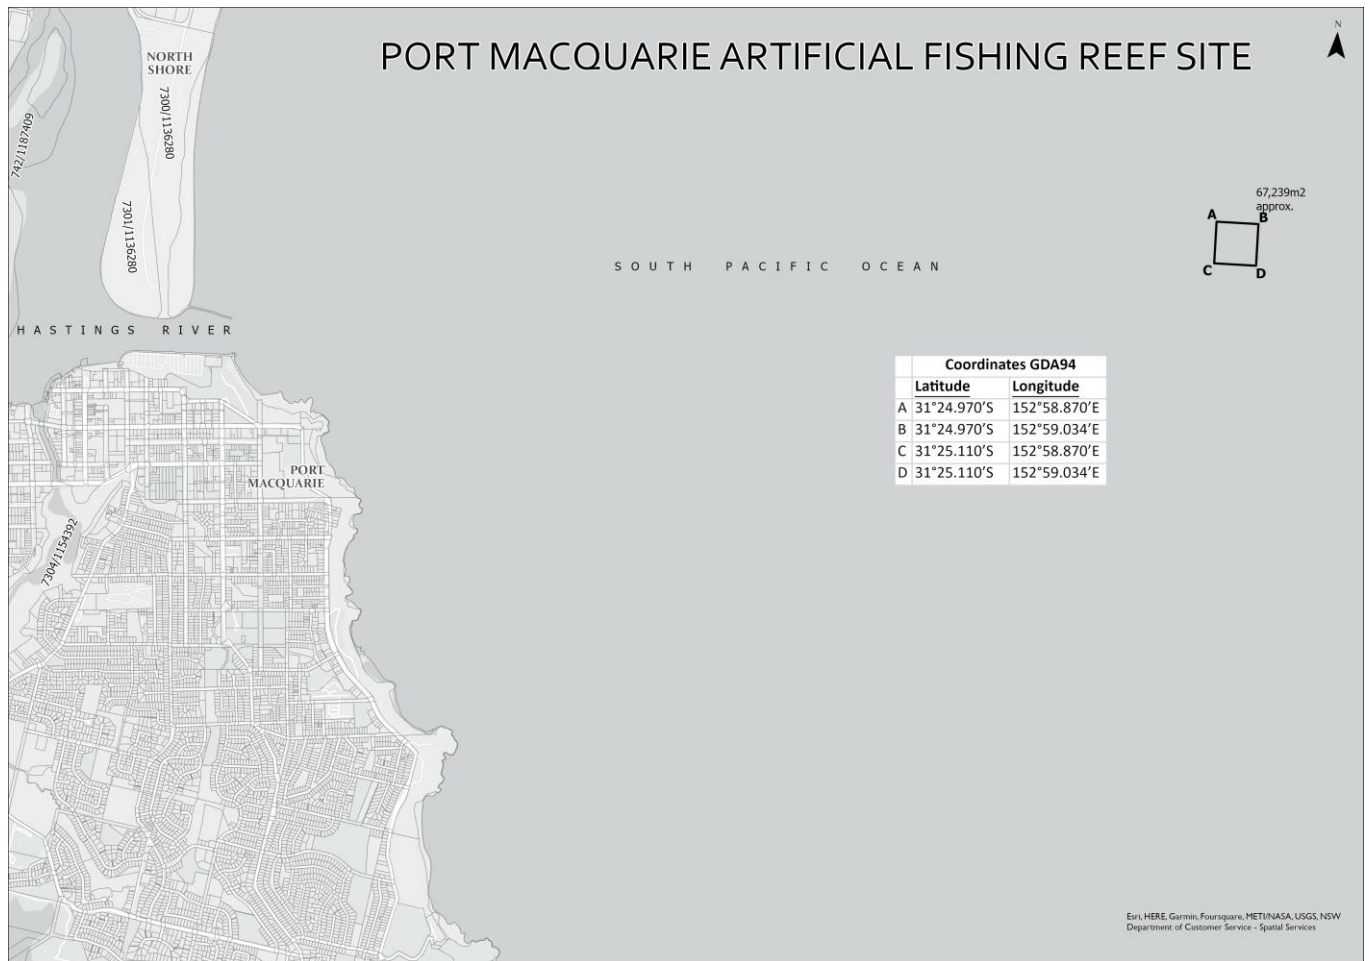 N
PORT MACQUARIE ARTIFICIAL FISHING REEF SITE
NORTH
SHORE
7300/1136280
742/1187409
7301/1136280
67,239m2
approx.
A
B
C
D
SOUTH PACIFIC OCEAN
HASTINGS RIVER
Coordinates GDA94
Latitude Longitude
A 31°24.970’S 152°58.870’E
B 31°24.970’S 152°59.034’E
C 31°25.110’S 152°58.870’E
D 31°25.110’S 152°59.034’E
PORT
MACQUARIE
7304/1154392
Esri, HERE, Garmin, Foursquare, METI/NASA, USGS, NSW
Department of Customer Service - Spatial Services